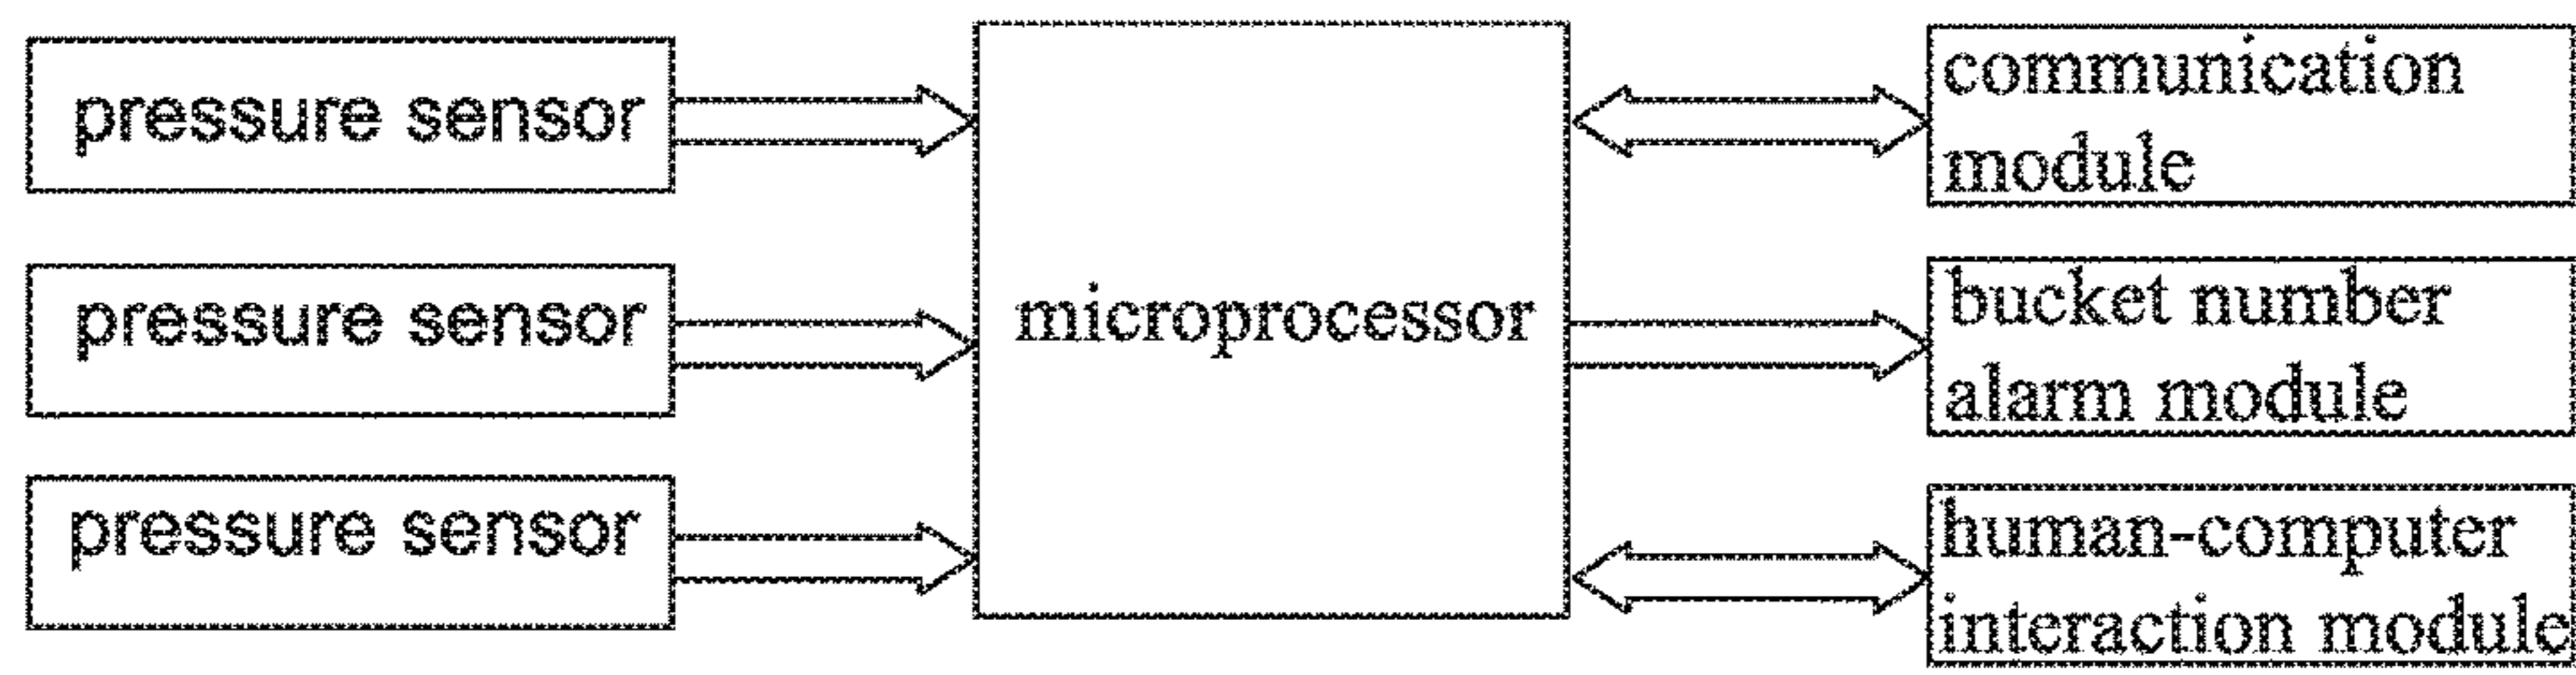 pressure sensor
pressure sensor
pressure sensor
microprocessor
communication
module
bucket number
alarm module
human-computer
interaction module